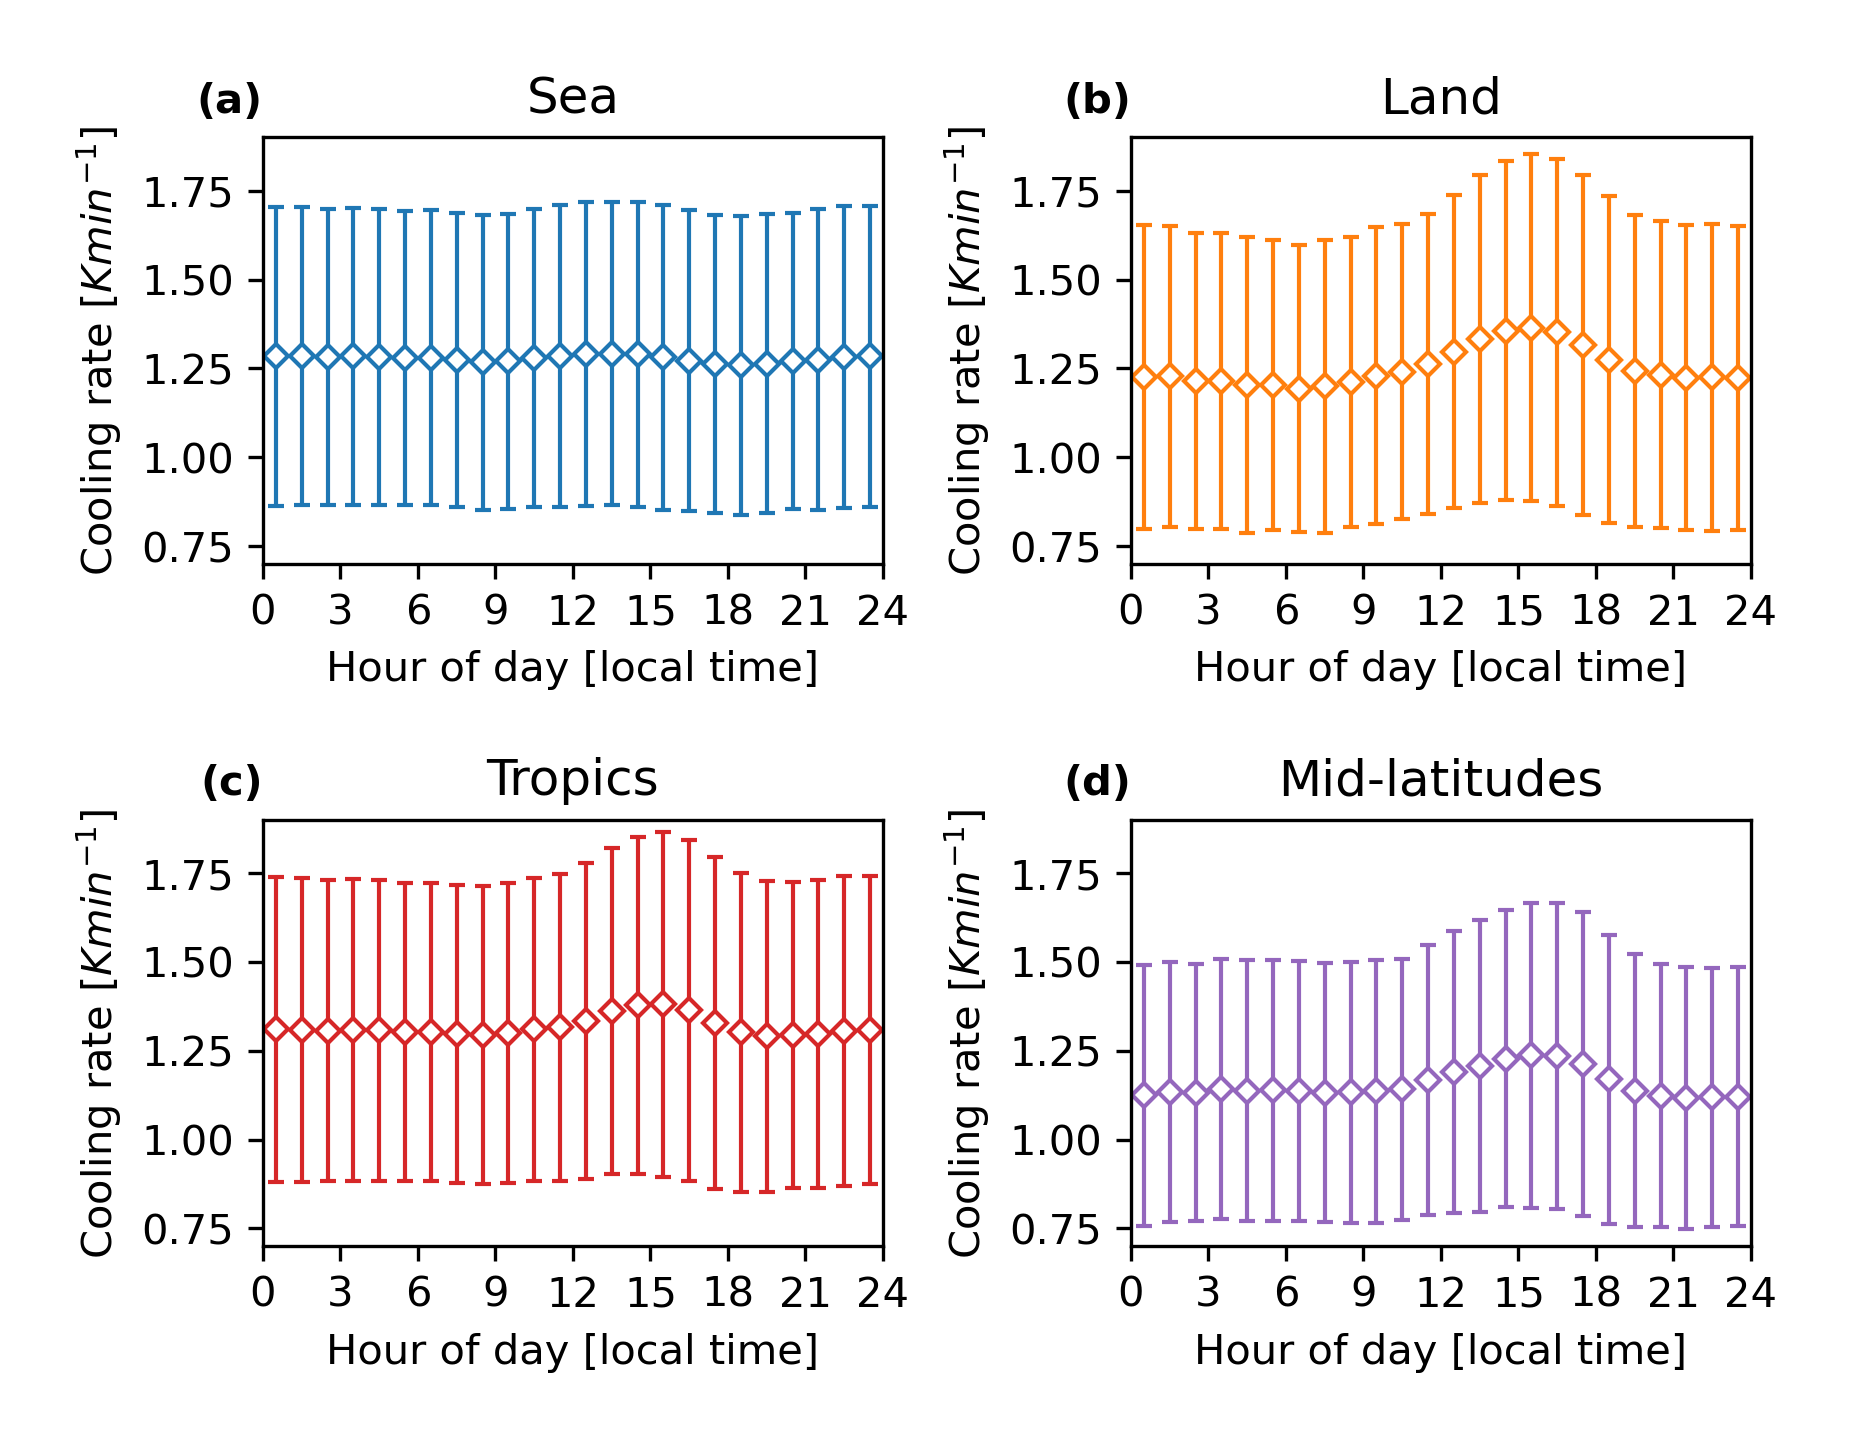 (a) Sea
Cooling rate [Kmin⁻¹]
1.75
1.50
1.25
1.00
0.75
0 3 6 9 12 15 18 21 24
Hour of day [local time]
(b) Land
Cooling rate [Kmin⁻¹]
1.75
1.50
1.25
1.00
0.75
0 3 6 9 12 15 18 21 24
Hour of day [local time]
(c) Tropics
Cooling rate [Kmin⁻¹]
1.75
1.50
1.25
1.00
0.75
0 3 6 9 12 15 18 21 24
Hour of day [local time]
(d) Mid-latitudes
Cooling rate [Kmin⁻¹]
1.75
1.50
1.25
1.00
0.75
0 3 6 9 12 15 18 21 24
Hour of day [local time]